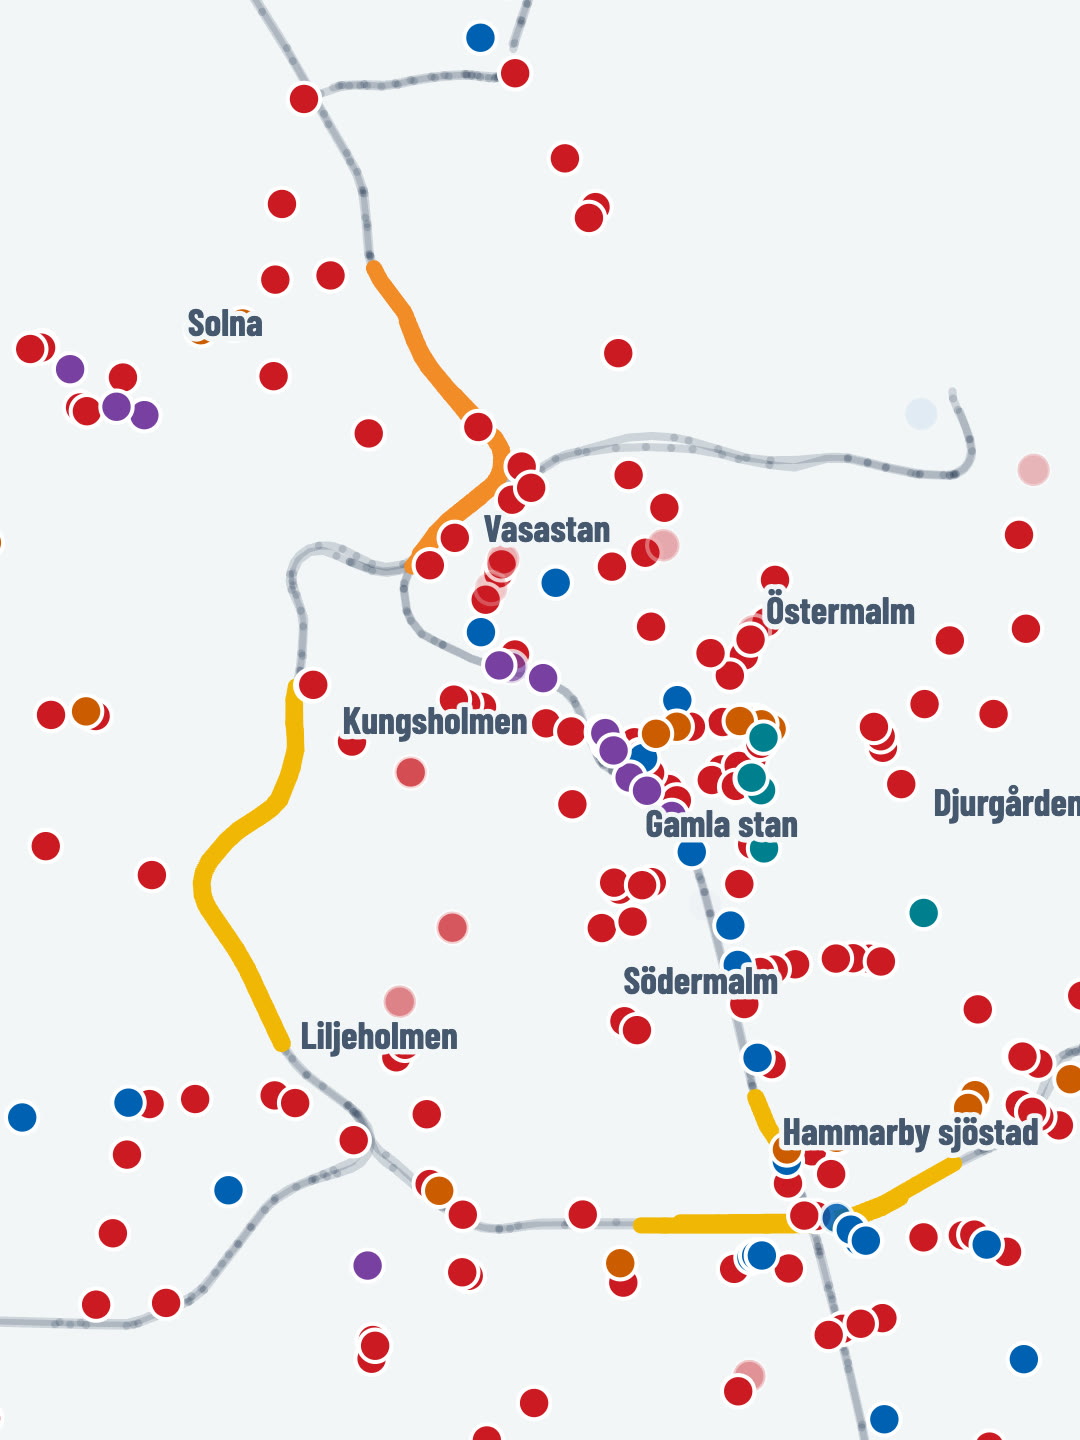 Solna
Vasastan
Östermalm
Kungsholmen
Djurgården
Gamla stan
Södermalm
Liljeholmen
Hammarby sjöstad